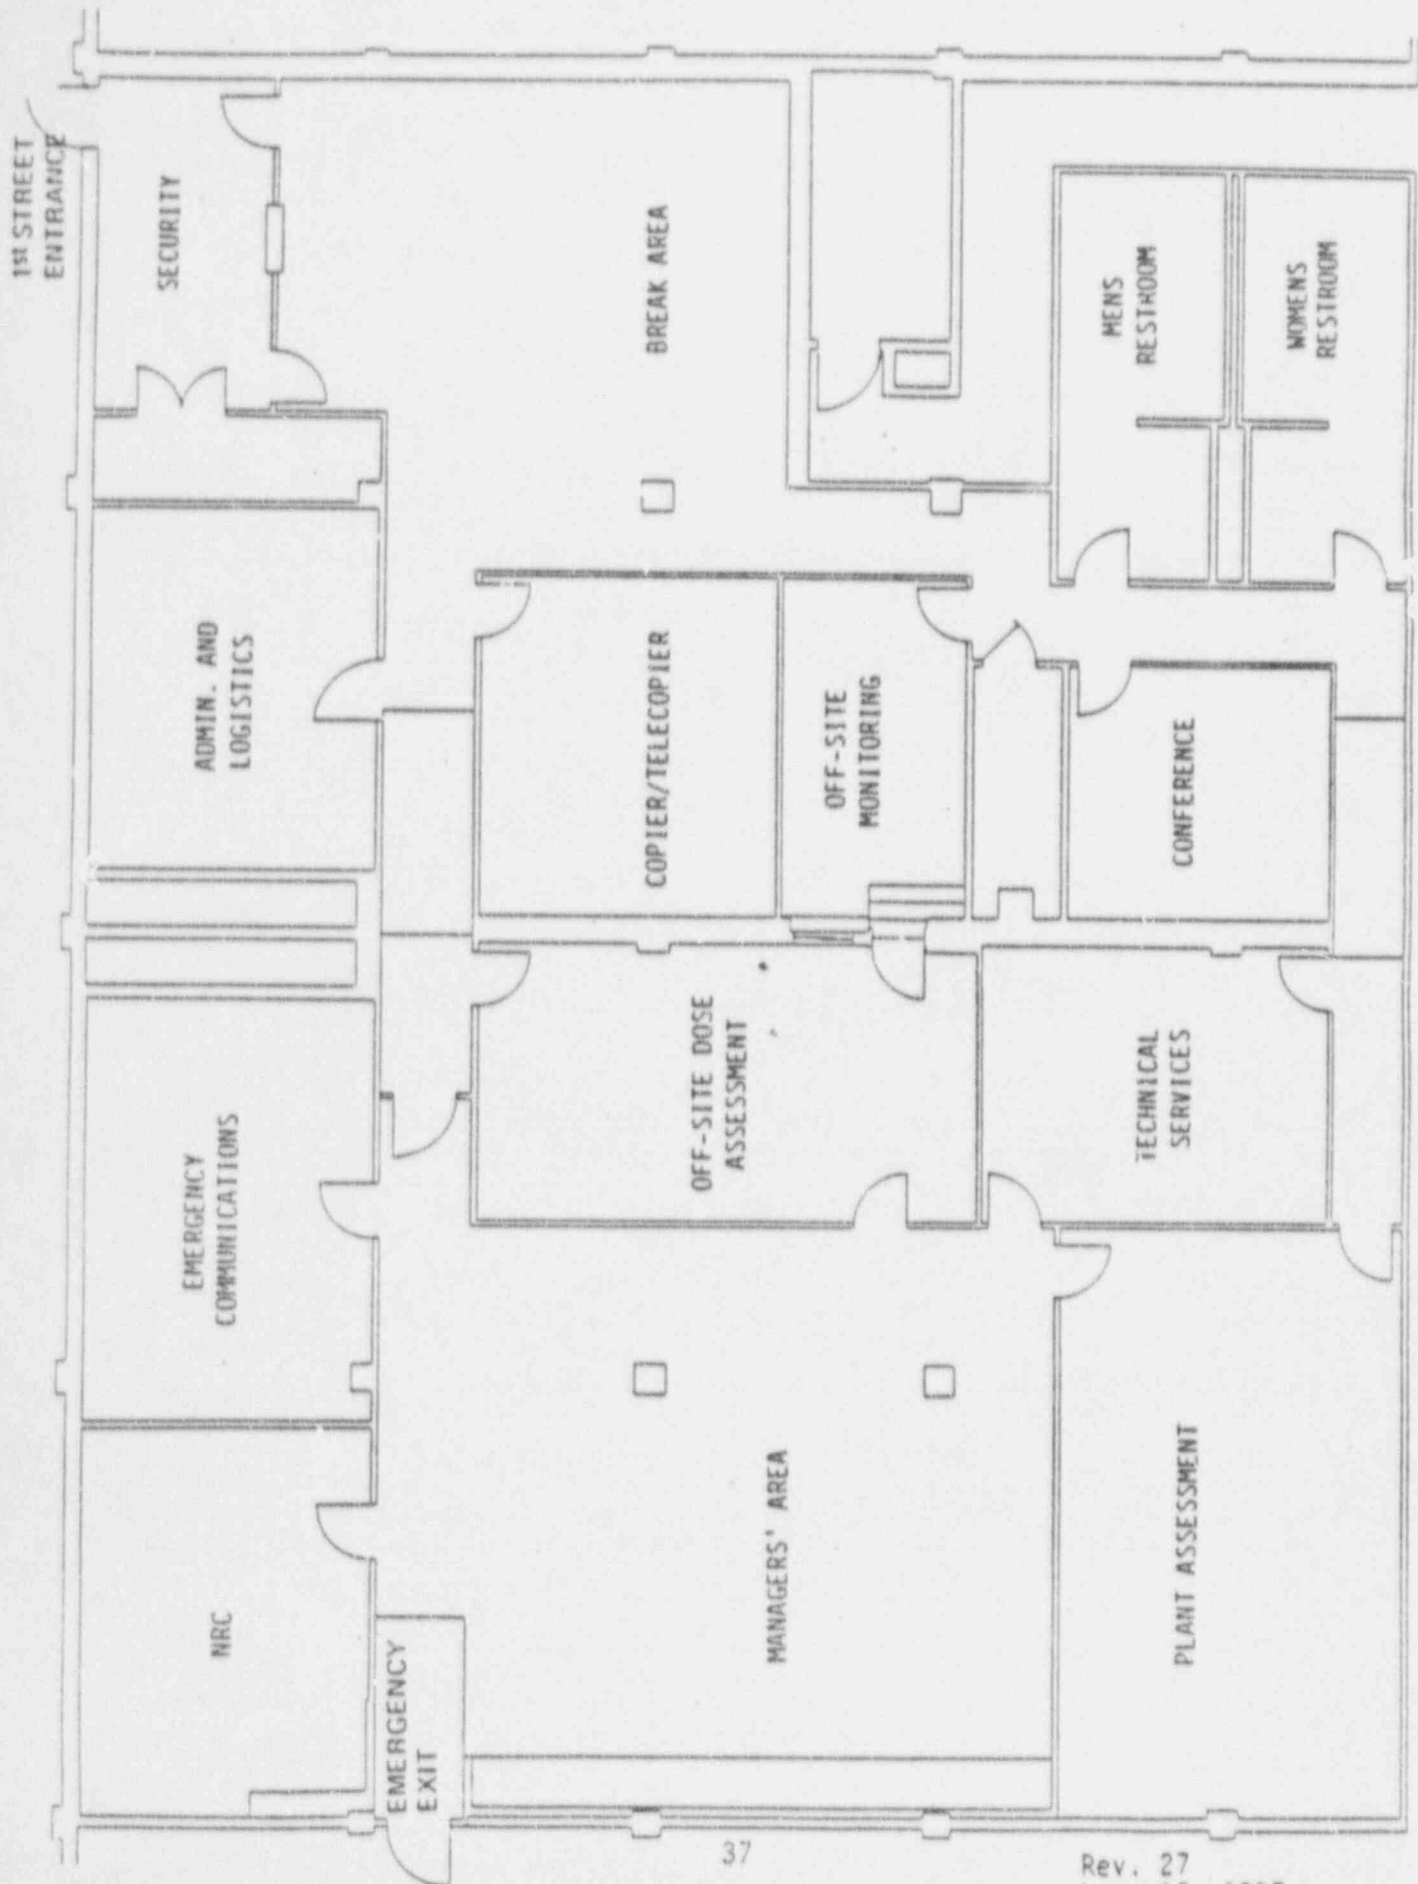 1st STREET
ENTRANCE
SECURITY
BREAK AREA
MENS
RESTROOM
WOMENS
RESTROOM
ADMIN. AND
LOGISTICS
COPIER/TELECOPIER
OFF-SITE
MONITORING
CONFERENCE
EMERGENCY
COMMUNICATIONS
OFF-SITE DOSE
ASSESSMENT
TECHNICAL
SERVICES
NRC
EMERGENCY
EXIT
MANAGERS' AREA
PLANT ASSESSMENT
37
Rev. 27